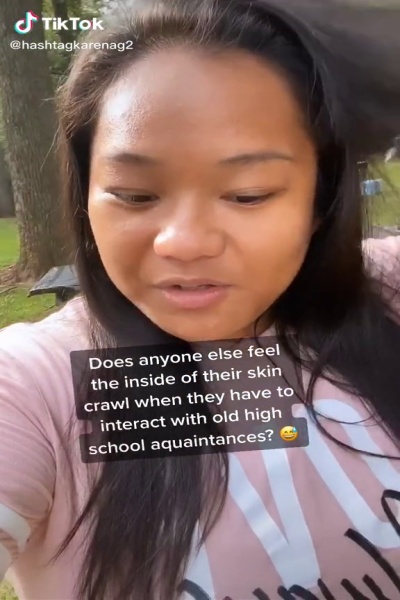 TikTok
@hashtagkarenag2
Does anyone else feel
the inside of their skin
crawl when they have to
interact with old high
school aquaintances? 😅